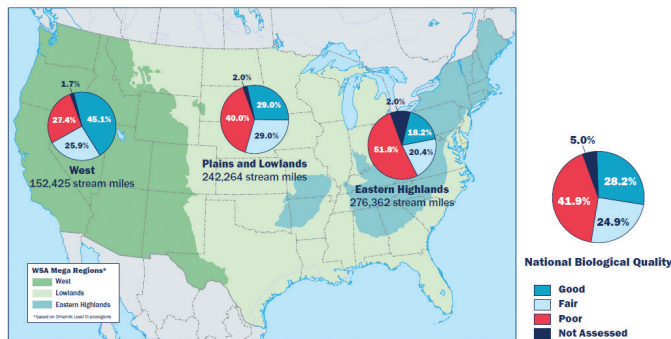 1.7%
27.4%
45.1%
25.9%
West
152,425 stream miles
2.0%
29.0%
40.0%
29.0%
Plains and Lowlands
242,264 stream miles
2.0%
18.2%
51.8%
20.4%
Eastern Highlands
276,362 stream miles
WSA Mega Regions*
West
Lowlands
Eastern Highlands
*based on Omernik Level III ecoregions
5.0%
28.2%
41.9%
24.9%
National Biological Quality
Good
Fair
Poor
Not Assessed